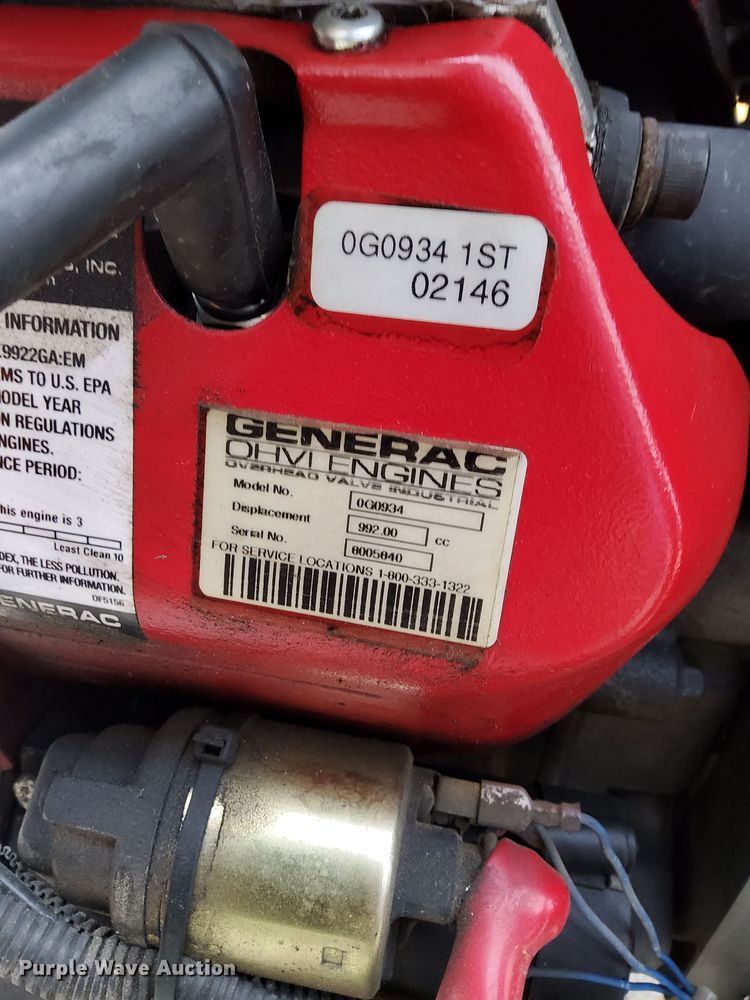 0G0934 1ST
02146
, INC.
INFORMATION
9922GA:EM
MS TO U.S. EPA
ODEL YEAR
N REGULATIONS
NGINES.
NCE PERIOD:
his engine is 3
Least Clean 10
DEX, THE LESS POLLUTION.
FOR FURTHER INFORMATION.
0F5156
ENERAC
GENERAC
OHVI ENGINES
OVERHEAD VALVE INDUSTRIAL
Model No. 0G0934
Displacement 992.00 cc
Serial No. 8005840
FOR SERVICE LOCATIONS 1-800-333-1322
Purple Wave Auction